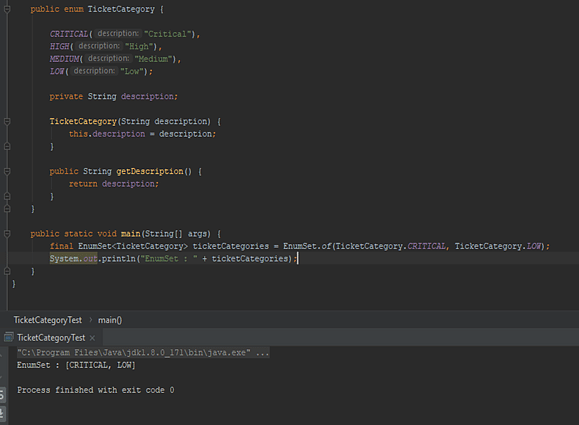 public enum TicketCategory {
CRITICAL( description: "Critical"),
HIGH( description: "High"),
MEDIUM( description: "Medium"),
LOW( description: "Low");
private String description;
TicketCategory(String description) {
this.description = description;
}
public String getDescription() {
return description;
}
}
public static void main(String[] args) {
final EnumSet<TicketCategory> ticketCategories = EnumSet.of(TicketCategory.CRITICAL, TicketCategory.LOW);
System.out.println("EnumSet : " + ticketCategories);
}
}
TicketCategoryTest › main()
TicketCategoryTest ×
"C:\Program Files\Java\jdk1.8.0_171\bin\java.exe" ...
EnumSet : [CRITICAL, LOW]
Process finished with exit code 0